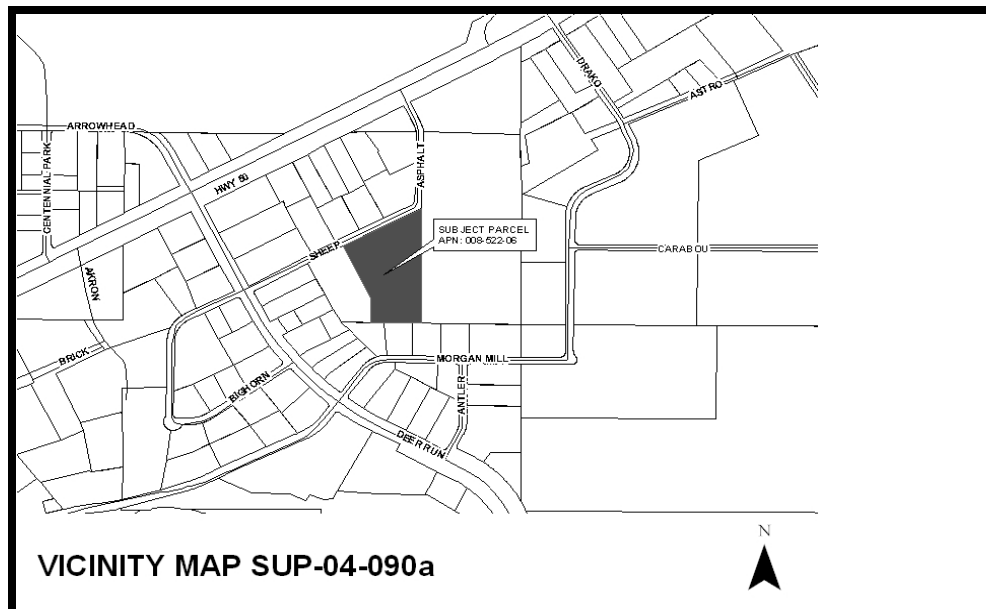 DRAKO
ASTRO
ARROWHEAD
CENTENNIAL PARK
HWY 50
ASPHALT
SUBJECT PARCEL
APN: 008-522-06
SHEEP
CARABOU
AKRON
BRICK
MORGAN MILL
BIGHORN
ANTLER
DEER RUN
N
VICINITY MAP SUP-04-090a